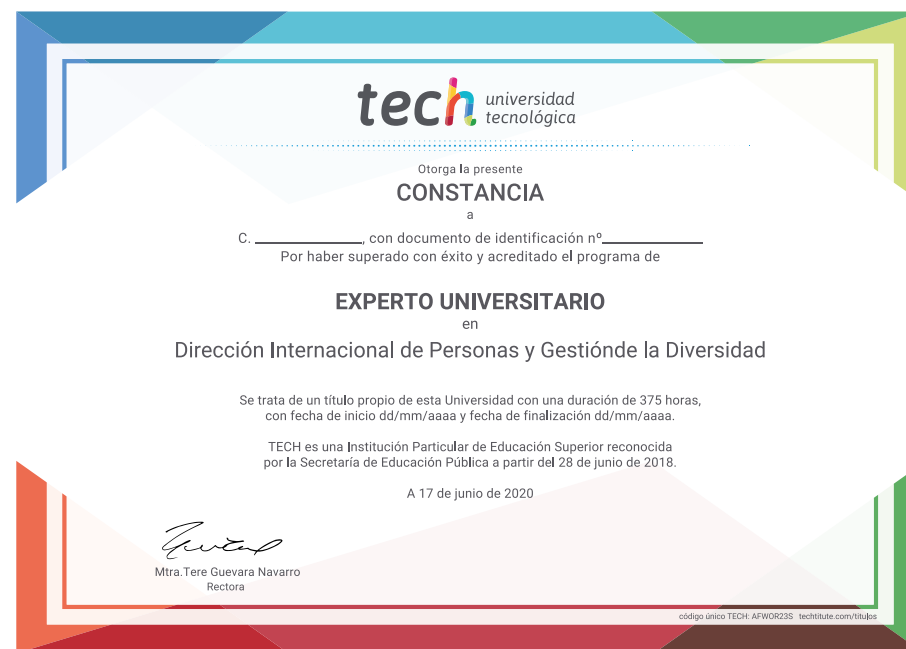 tech universidad
tecnológica
Otorga la presente
CONSTANCIA
a
C. ______________, con documento de identificación nº_____________
Por haber superado con éxito y acreditado el programa de
EXPERTO UNIVERSITARIO
en
Dirección Internacional de Personas y Gestiónde la Diversidad
Se trata de un título propio de esta Universidad con una duración de 375 horas,
con fecha de inicio dd/mm/aaaa y fecha de finalización dd/mm/aaaa.
TECH es una Institución Particular de Educación Superior reconocida
por la Secretaría de Educación Pública a partir del 28 de junio de 2018.
A 17 de junio de 2020
Mtra.Tere Guevara Navarro
Rectora
código único TECH: AFWOR23S techtitute.com/titulos